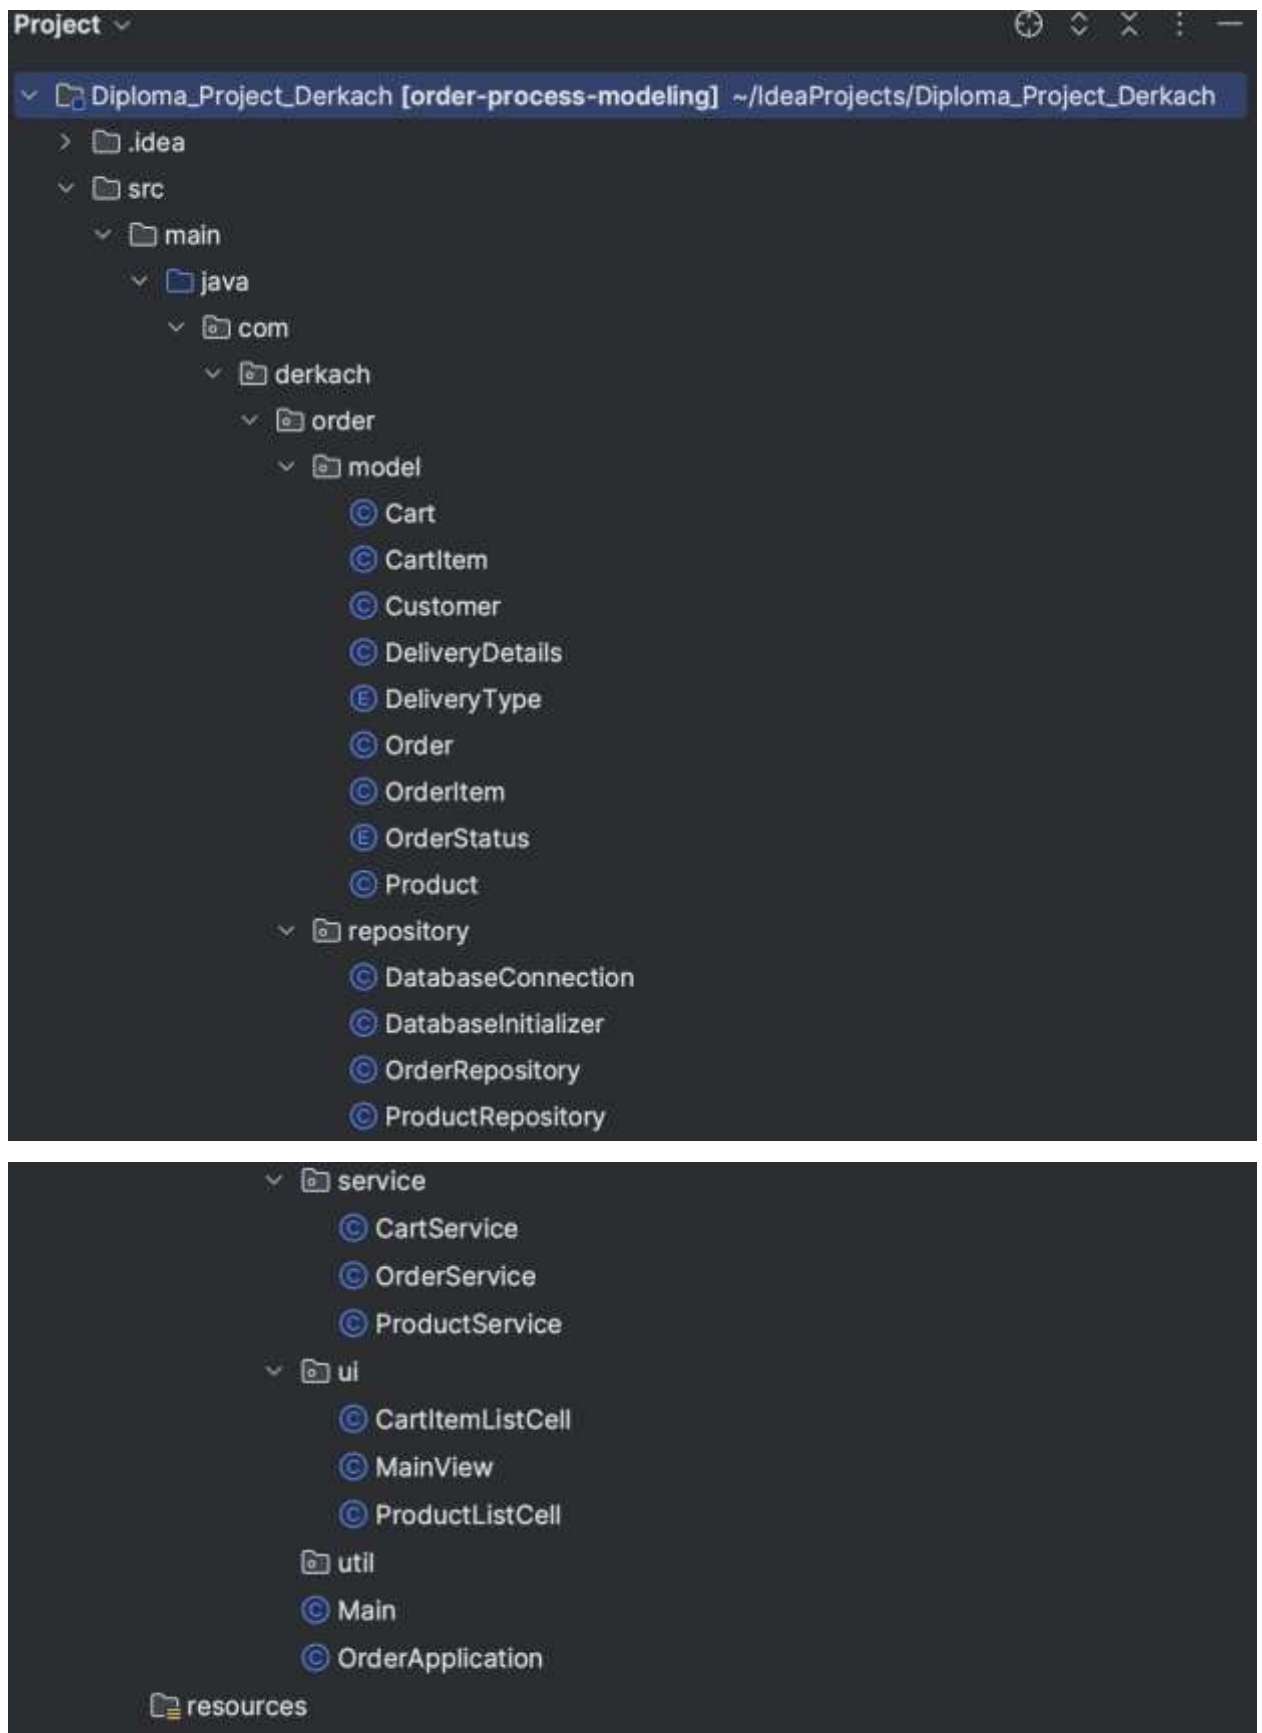 Project
Diploma_Project_Derkach [order-process-modeling] ~/IdeaProjects/Diploma_Project_Derkach
.idea
src
main
java
com
derkach
order
model
Cart
CartItem
Customer
DeliveryDetails
DeliveryType
Order
OrderItem
OrderStatus
Product
repository
DatabaseConnection
DatabaseInitializer
OrderRepository
ProductRepository
service
CartService
OrderService
ProductService
ui
CartItemListCell
MainView
ProductListCell
util
Main
OrderApplication
resources